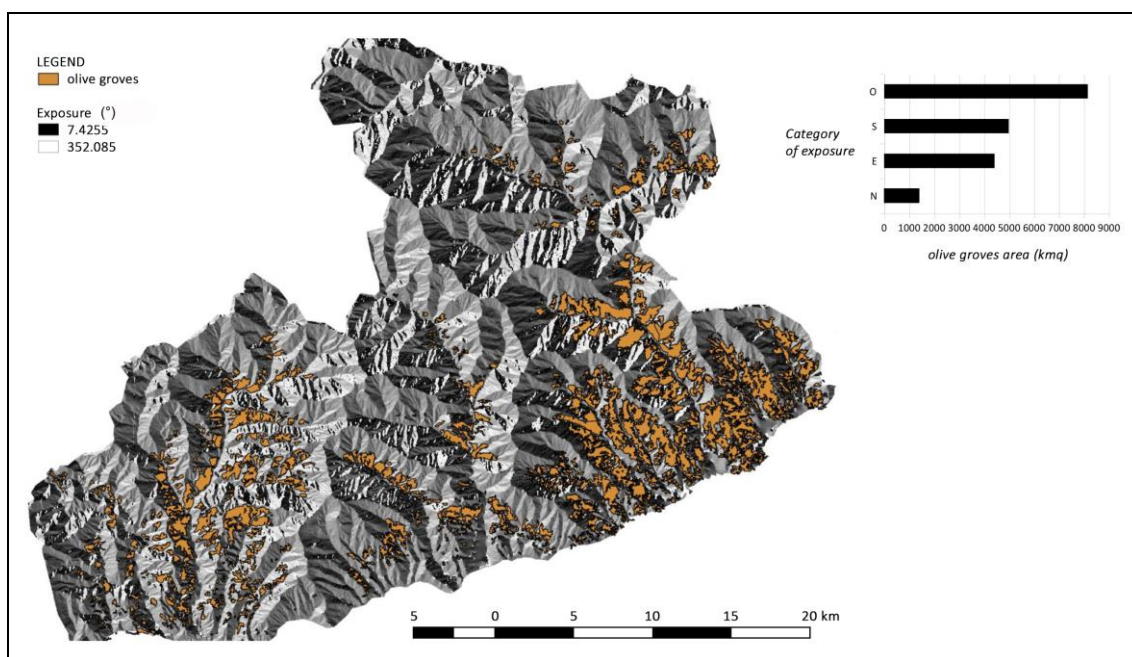 LEGEND
olive groves
Exposure (°)
7.4255
352.085
O
S
E
N
Category
of exposure
0 1000 2000 3000 4000 5000 6000 7000 8000 9000
olive groves area (kmq)
5 0 5 10 15 20 km